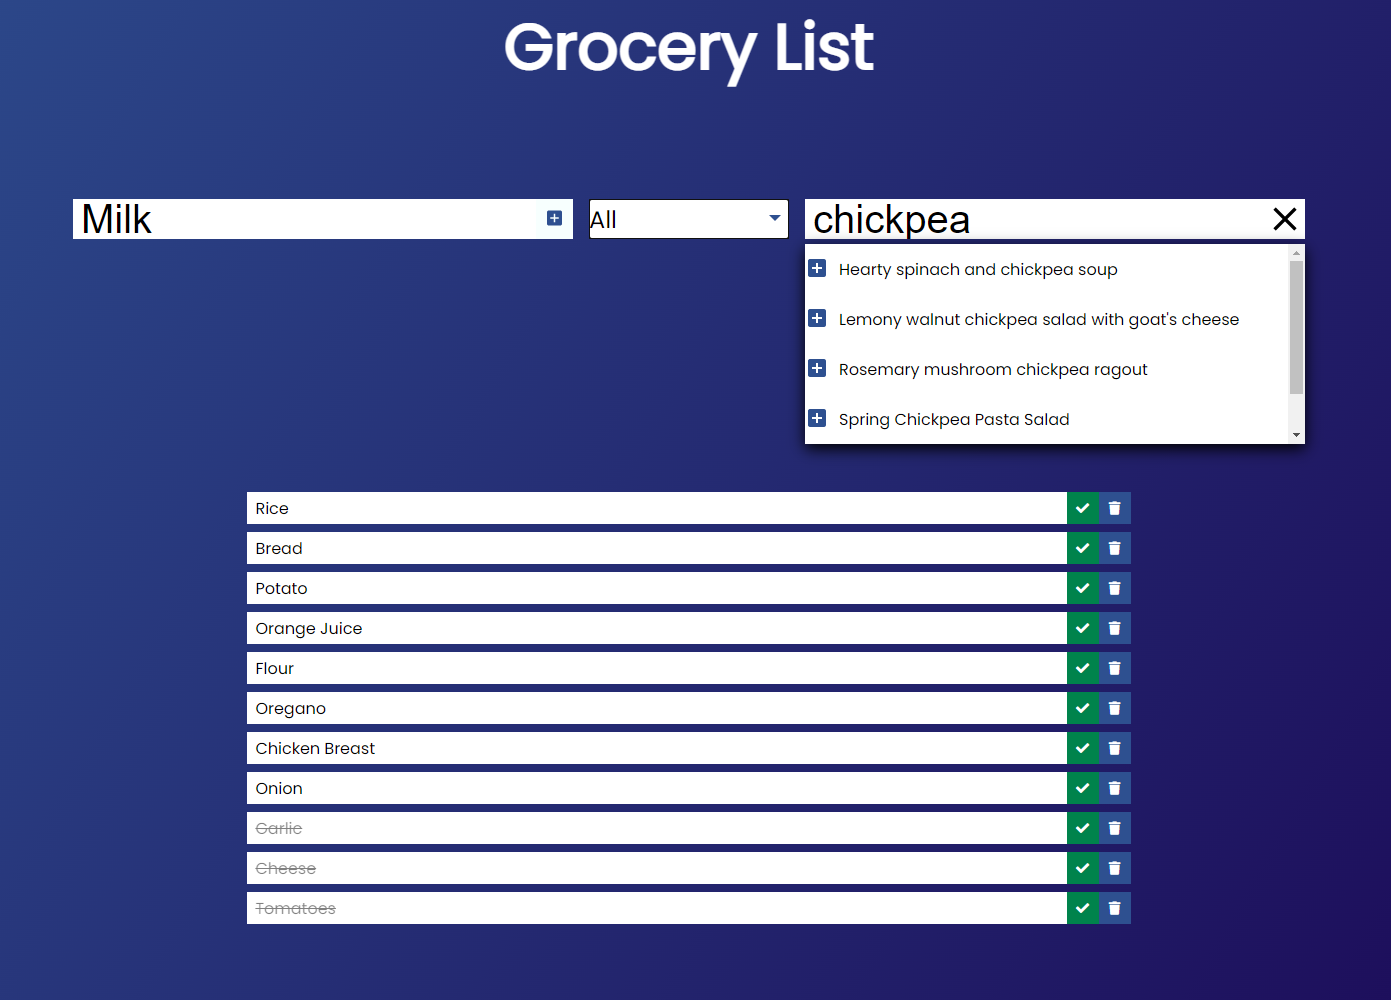 Grocery List
Milk
All
chickpea
Hearty spinach and chickpea soup
Lemony walnut chickpea salad with goat's cheese
Rosemary mushroom chickpea ragout
Spring Chickpea Pasta Salad
Rice
Bread
Potato
Orange Juice
Flour
Oregano
Chicken Breast
Onion
Garlic
Cheese
Tomatoes